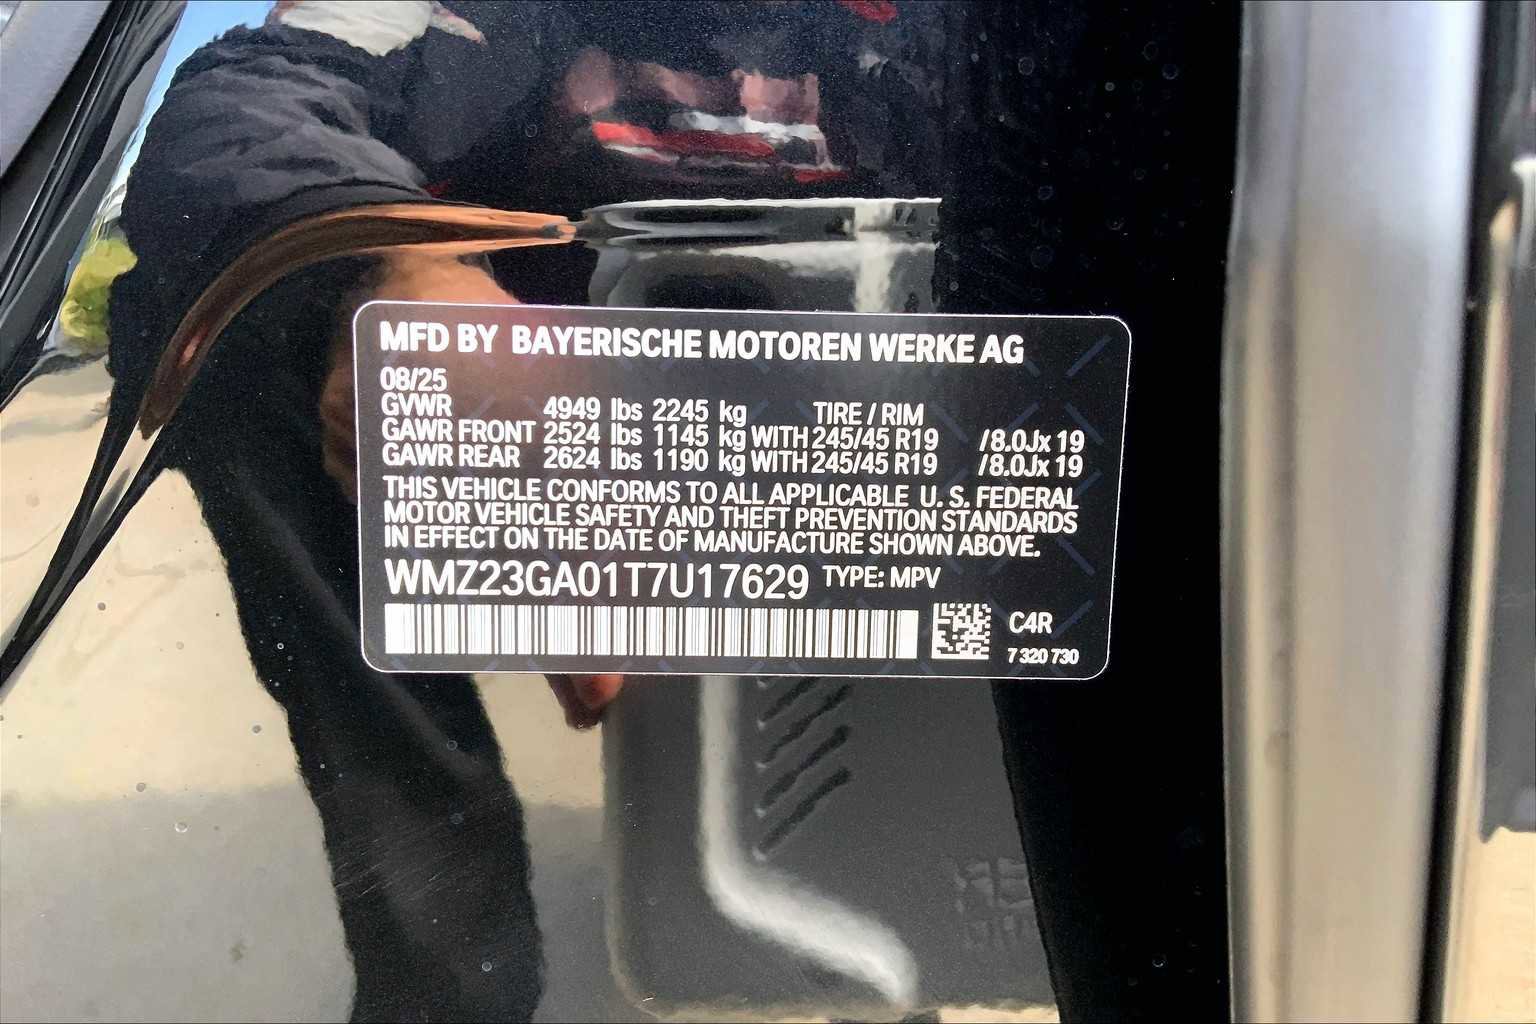 MFD BY BAYERISCHE MOTOREN WERKE AG
08/25
GVWR 4949 lbs 2245 kg TIRE / RIM
GAWR FRONT 2524 lbs 1145 kg WITH 245/45 R19 /8.0Jx 19
GAWR REAR 2624 lbs 1190 kg WITH 245/45 R19 /8.0Jx 19
THIS VEHICLE CONFORMS TO ALL APPLICABLE U. S. FEDERAL
MOTOR VEHICLE SAFETY AND THEFT PREVENTION STANDARDS
IN EFFECT ON THE DATE OF MANUFACTURE SHOWN ABOVE.
WMZ23GA01T7U17629 TYPE: MPV
C4R
7 320 730